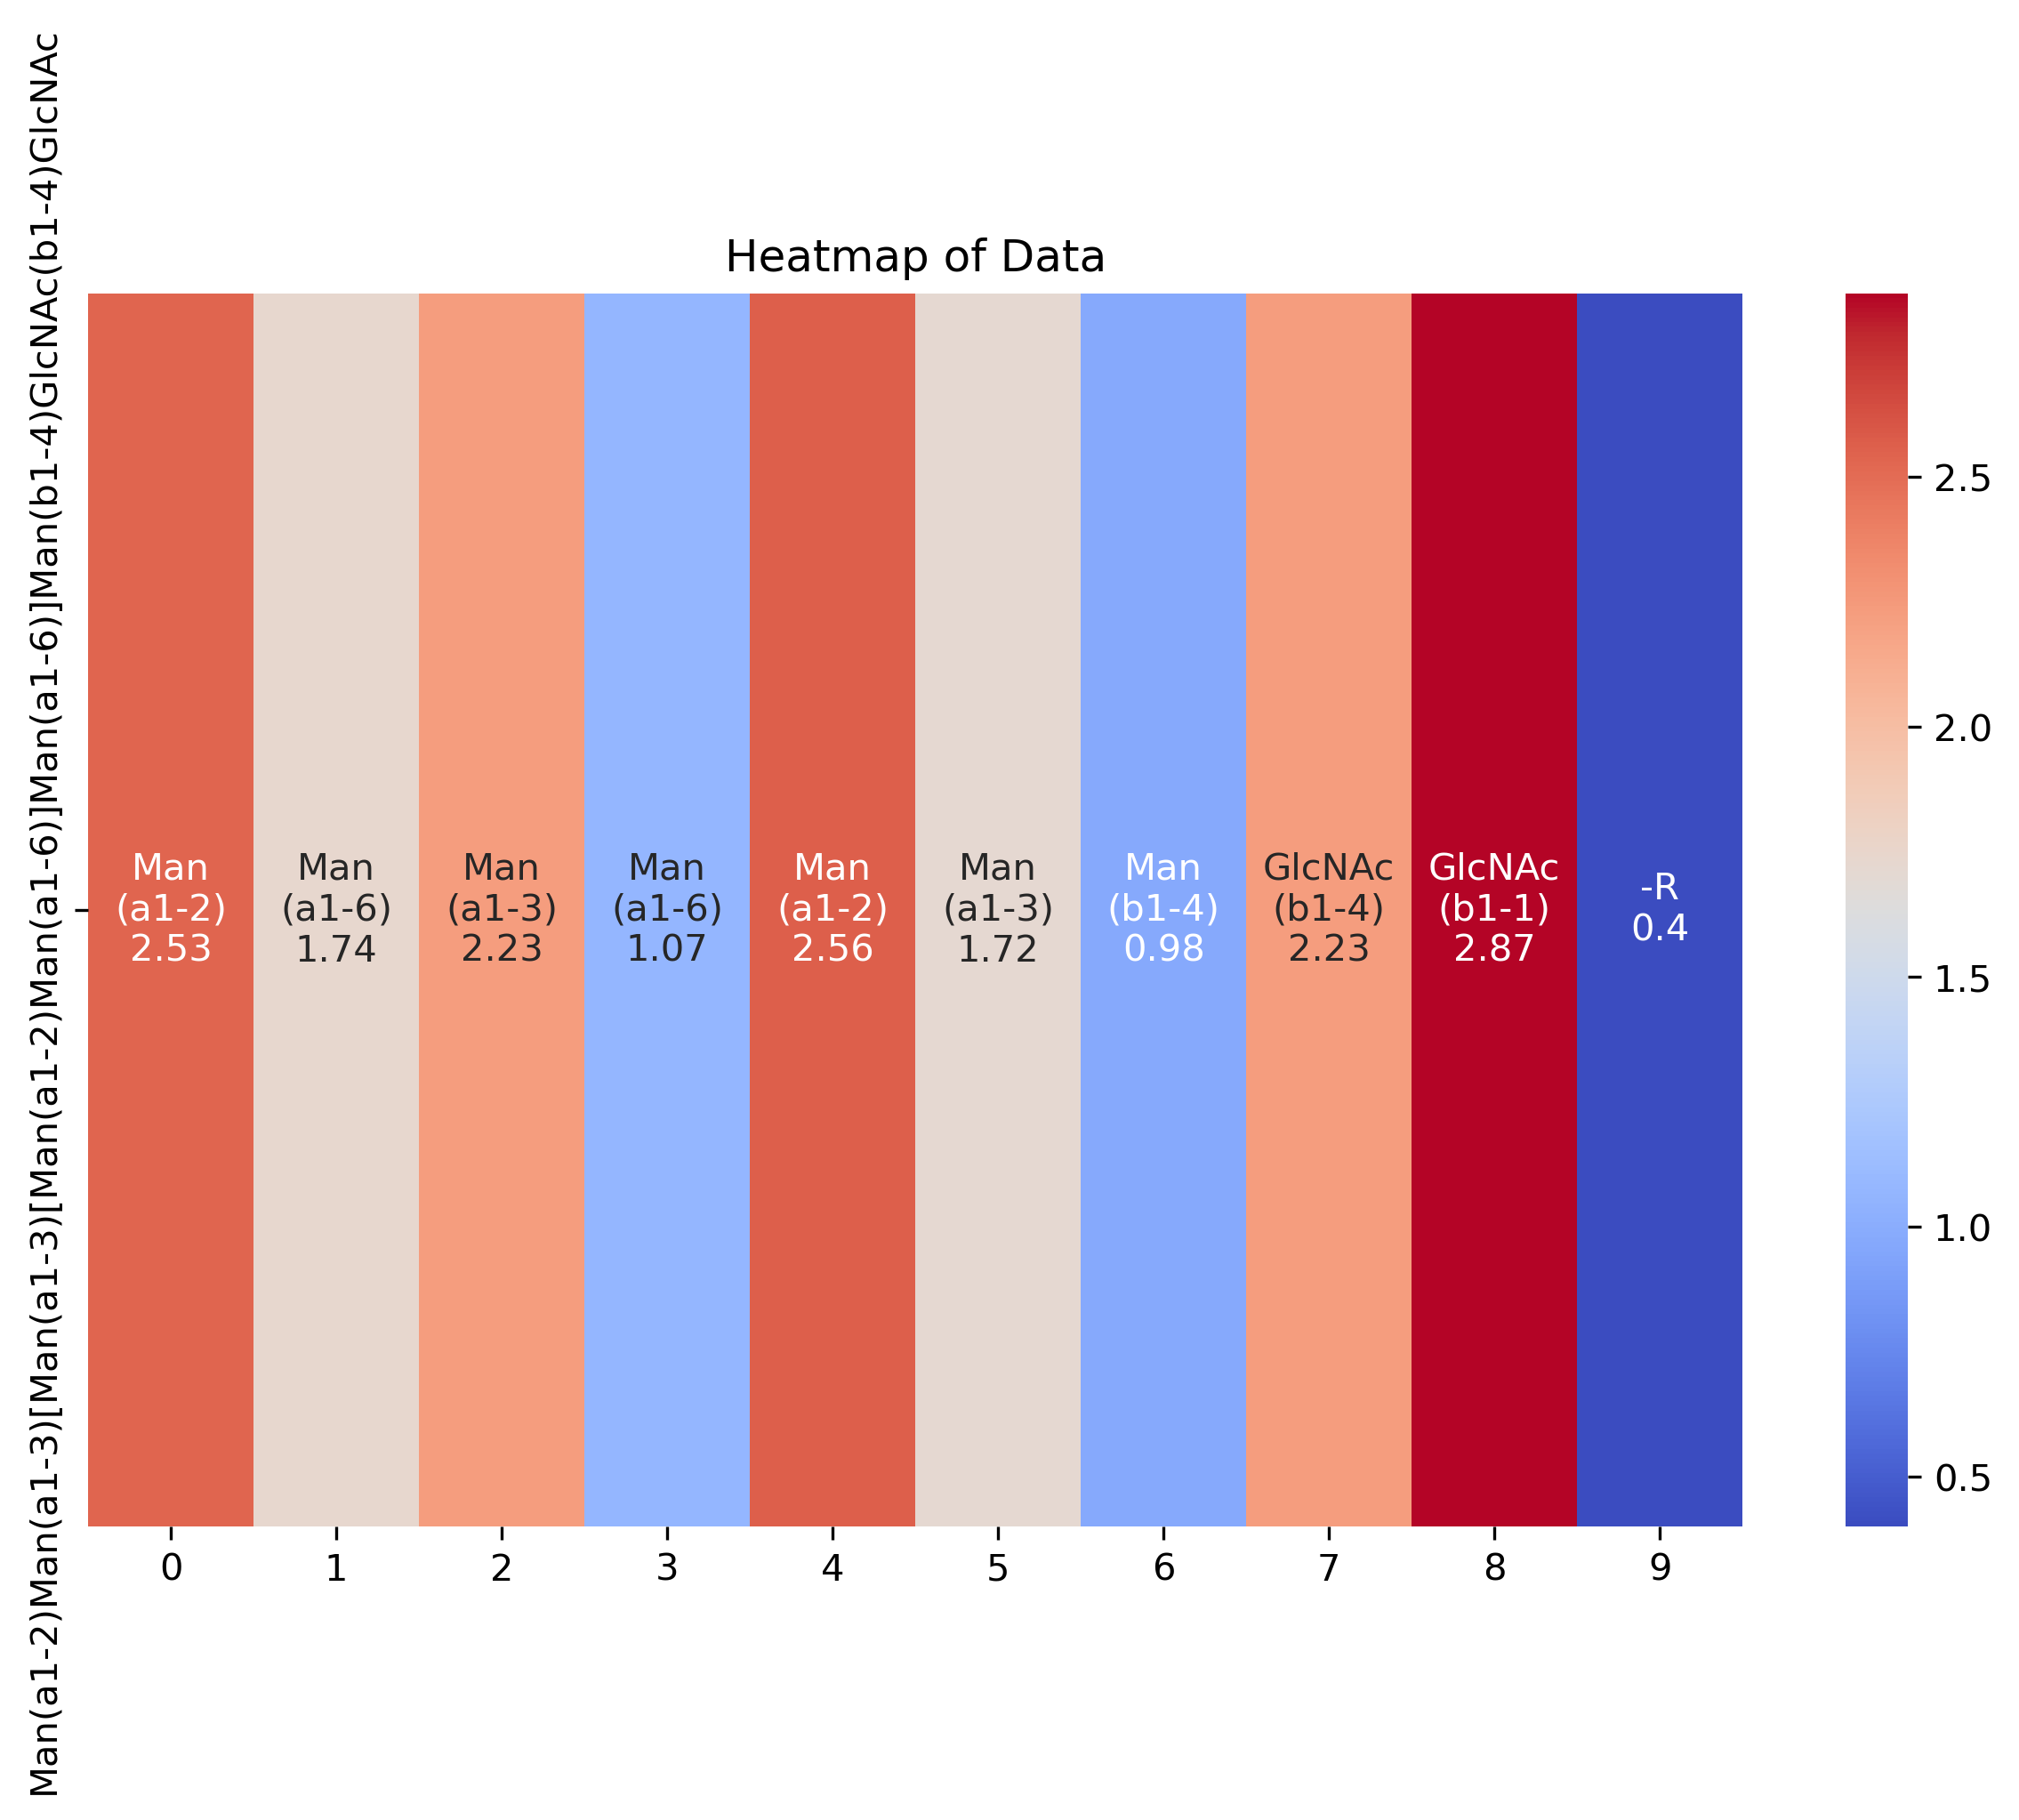 Heatmap of Data
Man(a1-2)Man(a1-3)[Man(a1-3)[Man(a1-2)Man(a1-6)]Man(a1-6)]Man(b1-4)GlcNAc(b1-4)GlcNAc
Man
(a1-2)
2.53
Man
(a1-6)
1.74
Man
(a1-3)
2.23
Man
(a1-6)
1.07
Man
(a1-2)
2.56
Man
(a1-3)
1.72
Man
(b1-4)
0.98
GlcNAc
(b1-4)
2.23
GlcNAc
(b1-1)
2.87
-R
0.4
0 1 2 3 4 5 6 7 8 9
2.5
2.0
1.5
1.0
0.5